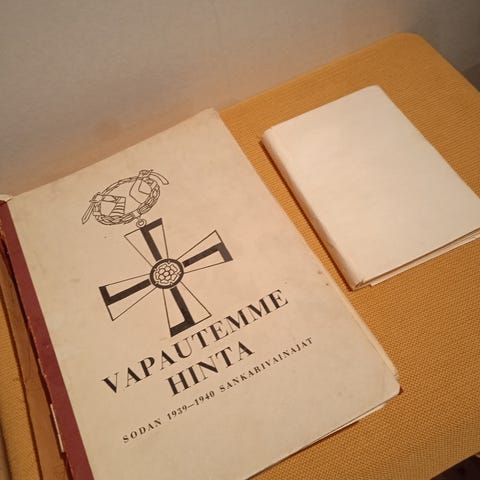 VAPAUTEMME
HINTA
SODAN 1939—1940 SANKARIVAINAJAT